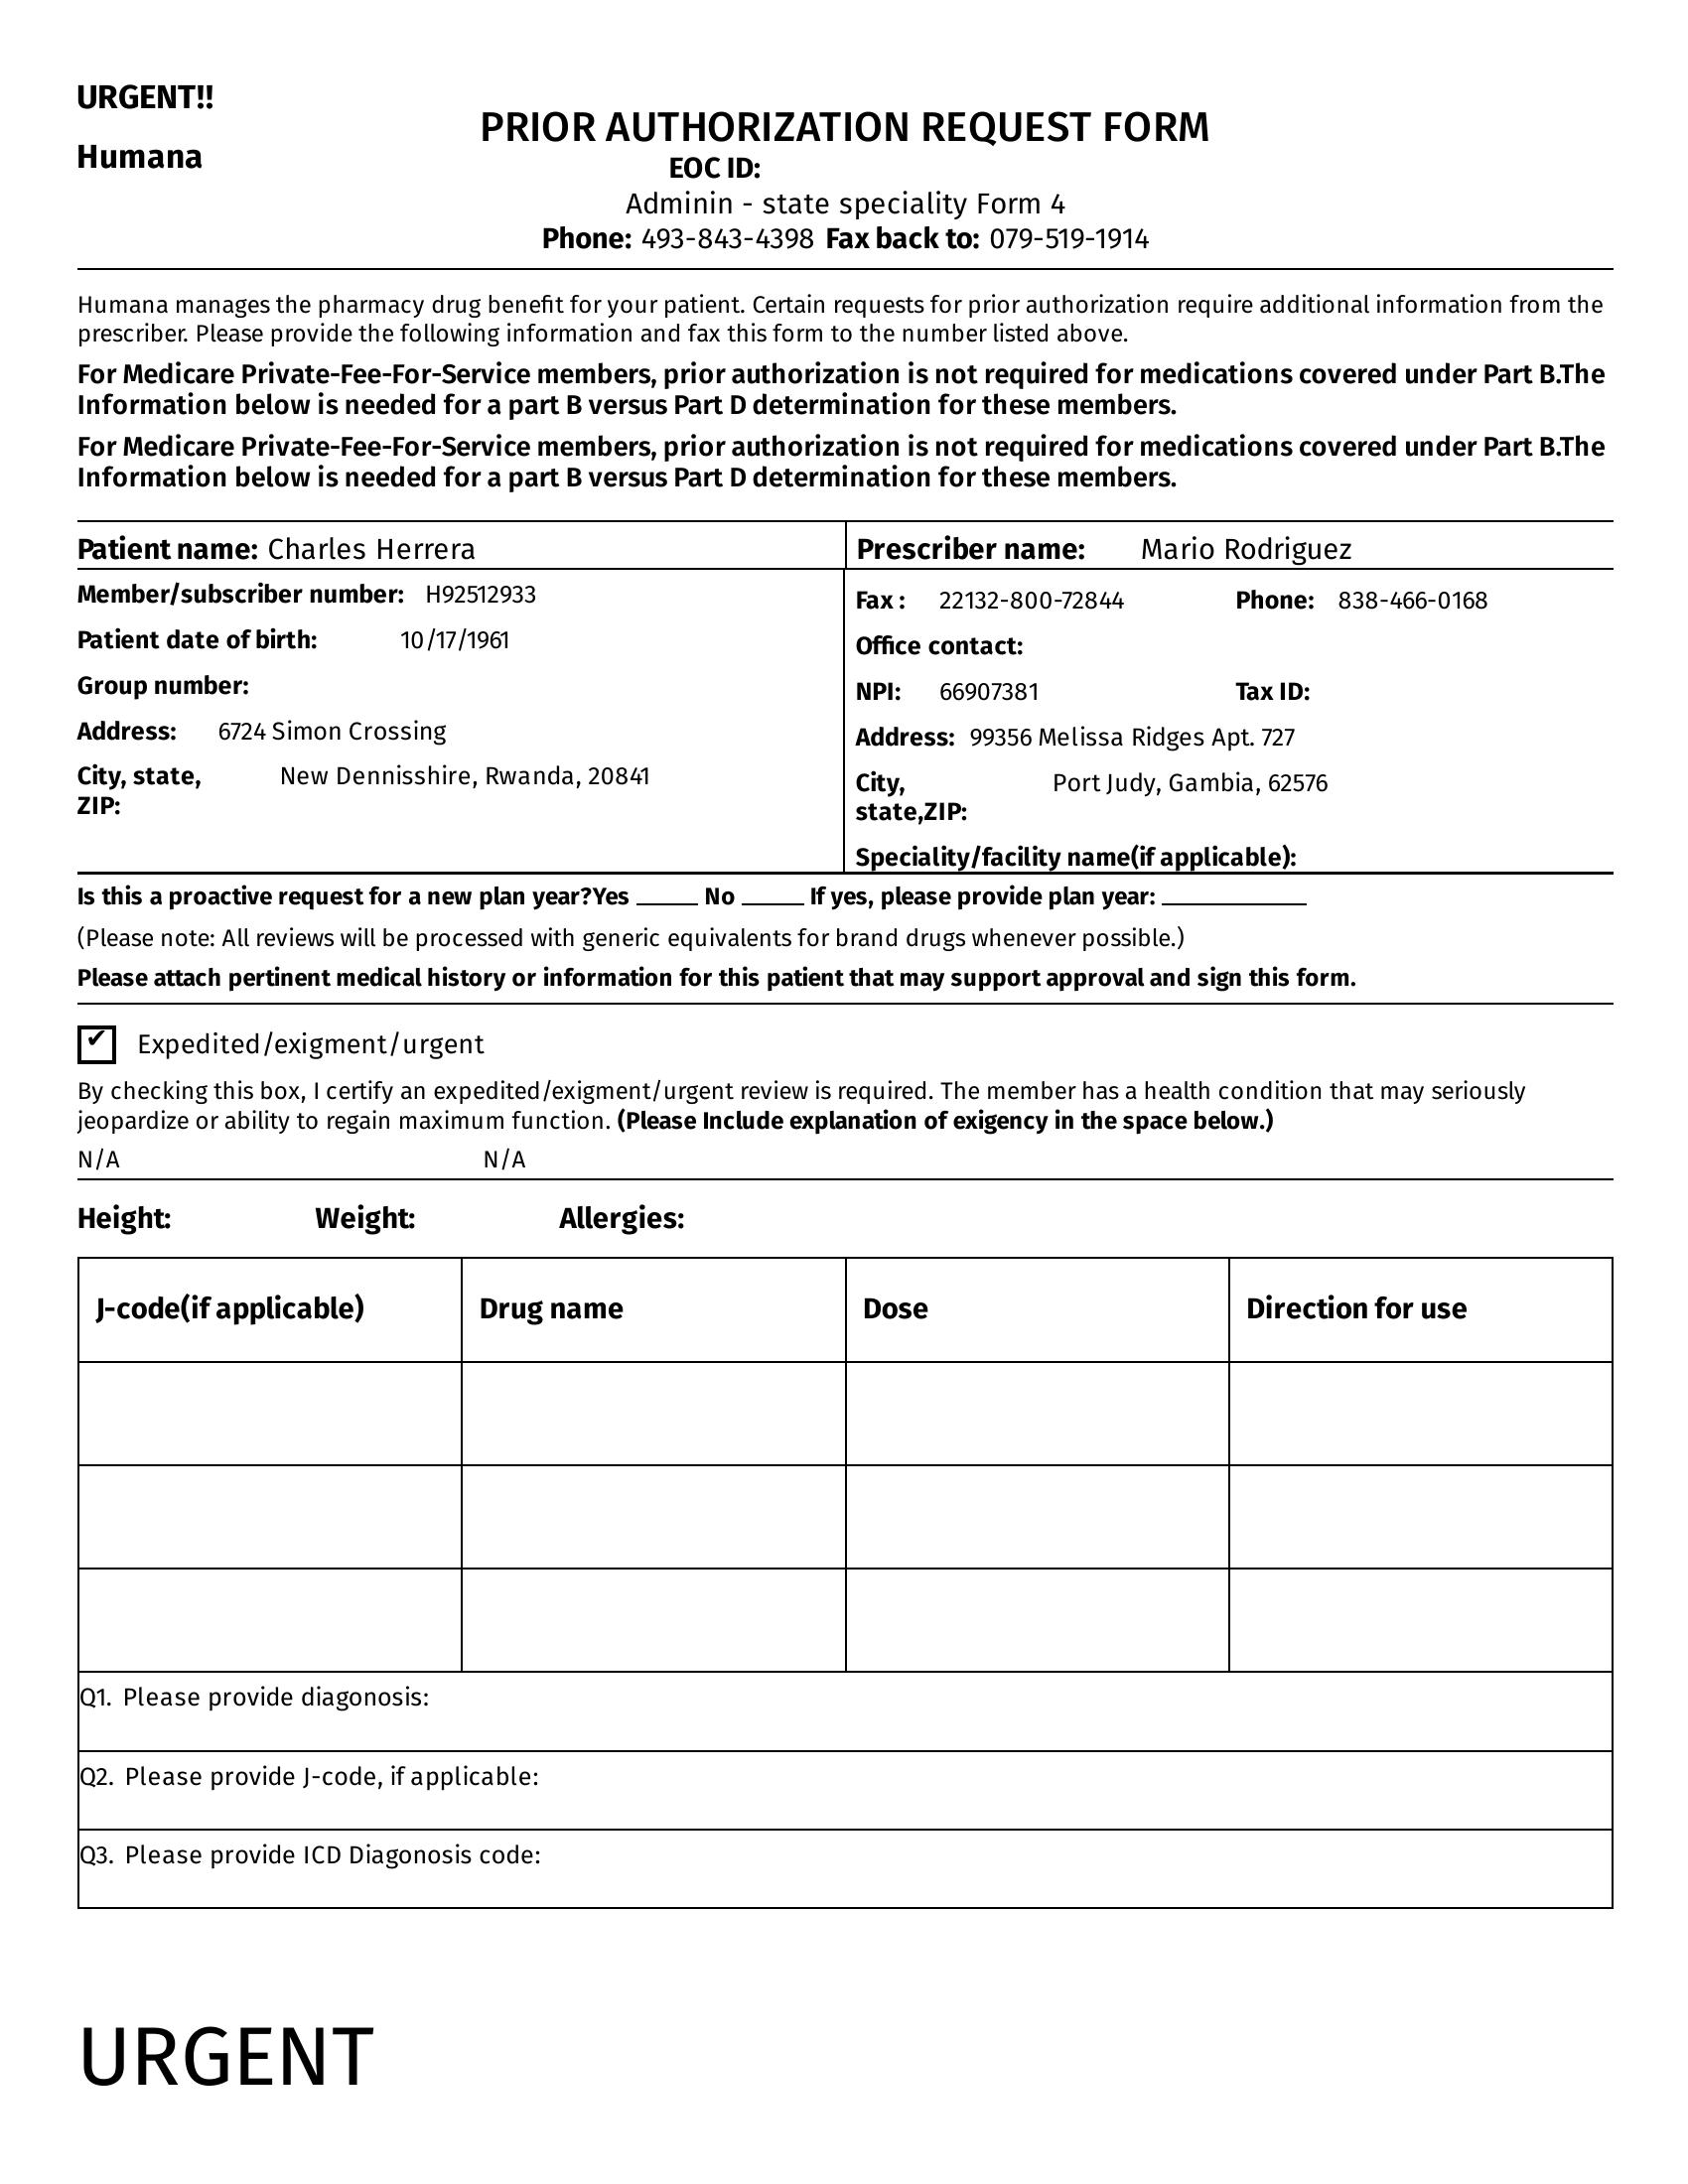 URGENT!!
Humana
PRIOR AUTHORIZATION REQUEST FORM
EOC ID:
Adminin - state speciality Form 4
Phone: 493-843-4398 Fax back to: 079-519-1914
Humana manages the pharmacy drug benefit for your patient. Certain requests for prior authorization require additional information from the
prescriber. Please provide the following information and fax this form to the number listed above.
For Medicare Private-Fee-For-Service members, prior authorization is not required for medications covered under Part B.The
Information below is needed for a part B versus Part D determination for these members.
For Medicare Private-Fee-For-Service members, prior authorization is not required for medications covered under Part B.The
Information below is needed for a part B versus Part D determination for these members.
Patient name: Charles Herrera
Member/subscriber number: H92512933
Patient date of birth: 10/17/1961
Group number:
Address: 6724 Simon Crossing
City, state, New Dennisshire, Rwanda, 20841
ZIP:
Prescriber name: Mario Rodriguez
Fax : 22132-800-72844 Phone: 838-466-0168
Office contact:
NPI: 66907381 Tax ID:
Address: 99356 Melissa Ridges Apt. 727
City, Port Judy, Gambia, 62576
state,ZIP:
Speciality/facility name(if applicable):
Is this a proactive request for a new plan year?Yes _____ No _____ If yes, please provide plan year: ____________
(Please note: All reviews will be processed with generic equivalents for brand drugs whenever possible.)
Please attach pertinent medical history or information for this patient that may support approval and sign this form.
✔ Expedited/exigment/urgent
By checking this box, I certify an expedited/exigment/urgent review is required. The member has a health condition that may seriously
jeopardize or ability to regain maximum function. (Please Include explanation of exigency in the space below.)
N/A N/A
Height: Weight: Allergies:
J-code(if applicable) Drug name Dose Direction for use
Q1. Please provide diagonosis:
Q2. Please provide J-code, if applicable:
Q3. Please provide ICD Diagonosis code:
URGENT